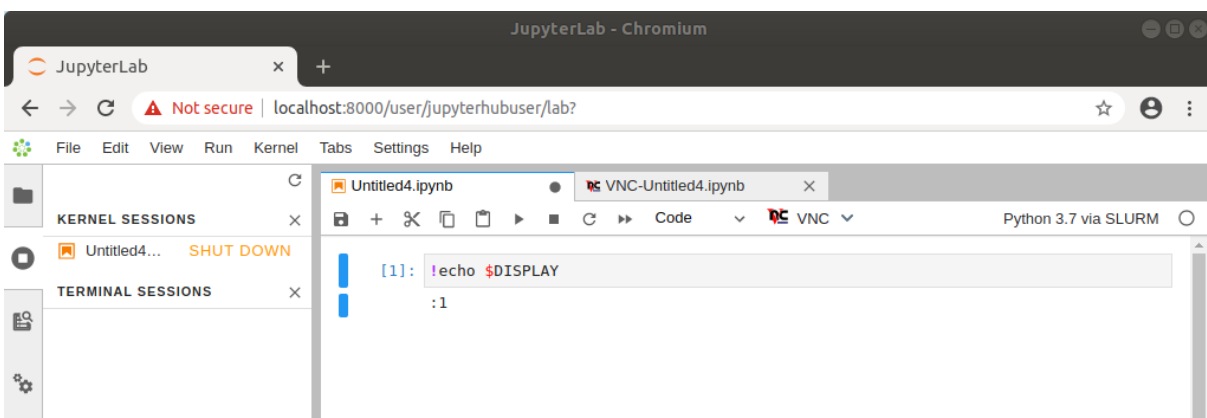 JupyterLab - Chromium
JupyterLab
Not secure | localhost:8000/user/jupyterhubuser/lab?
File Edit View Run Kernel Tabs Settings Help
Untitled4.ipynb VNC-Untitled4.ipynb
KERNEL SESSIONS Code VNC Python 3.7 via SLURM
Untitled4... SHUT DOWN
[1]: !echo $DISPLAY
TERMINAL SESSIONS
:1